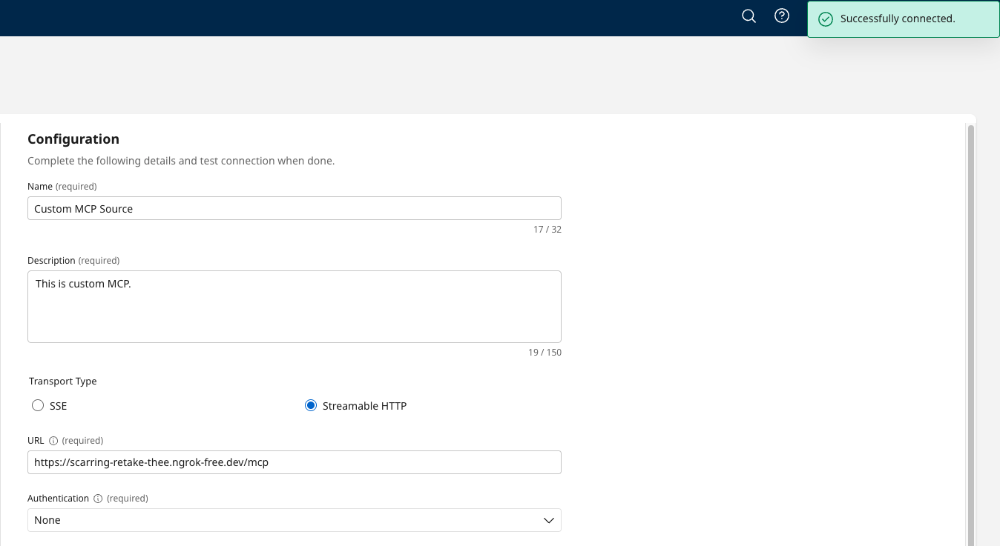 Successfully connected.
Configuration
Complete the following details and test connection when done.
Name (required)
Custom MCP Source
17 / 32
Description (required)
This is custom MCP.
19 / 150
Transport Type
SSE
Streamable HTTP
URL (required)
https://scarring-retake-thee.ngrok-free.dev/mcp
Authentication (required)
None